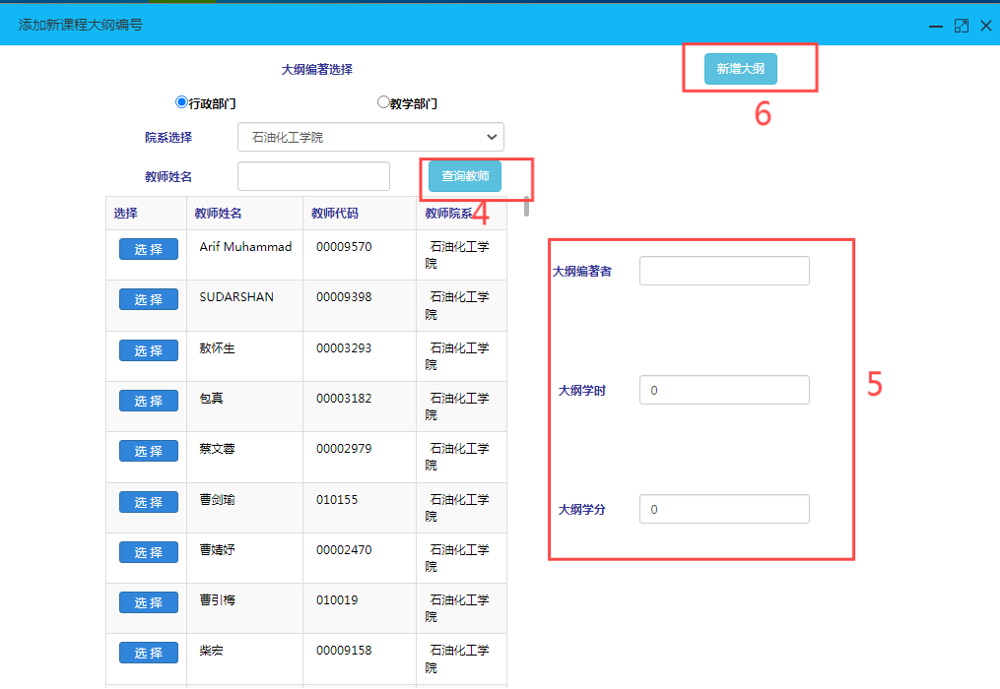 添加新课程大纲编号
大纲编著选择
新增大纲
6
行政部门 教学部门
院系选择 石油化工学院
教师姓名 查询教师
4
选择 教师姓名 教师代码 教师院系
选 择 Arif Muhammad 00009570 石油化工学
院
选 择 SUDARSHAN 00009398 石油化工学
院
选 择 敖怀生 00003293 石油化工学
院
选 择 包真 00003182 石油化工学
院
选 择 蔡文蓉 00002979 石油化工学
院
选 择 曹剑瑜 010155 石油化工学
院
选 择 曹婧妤 00002470 石油化工学
院
选 择 曹引梅 010019 石油化工学
院
选 择 柴宏 00009158 石油化工学
院
大纲编著者
大纲学时 0
5
大纲学分 0